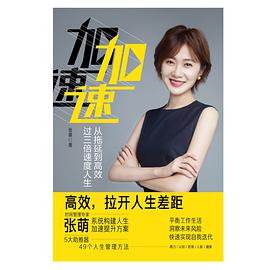 加速
加速
张萌 著
从拖延到高效
过三倍速度人生
高效，拉开人生差距
时间管理专家
张萌
系统构建人生
加速提升方案
5大助推器
49个人生管理方法
平衡工作生活
洞察未来风险
快速实现自我迭代